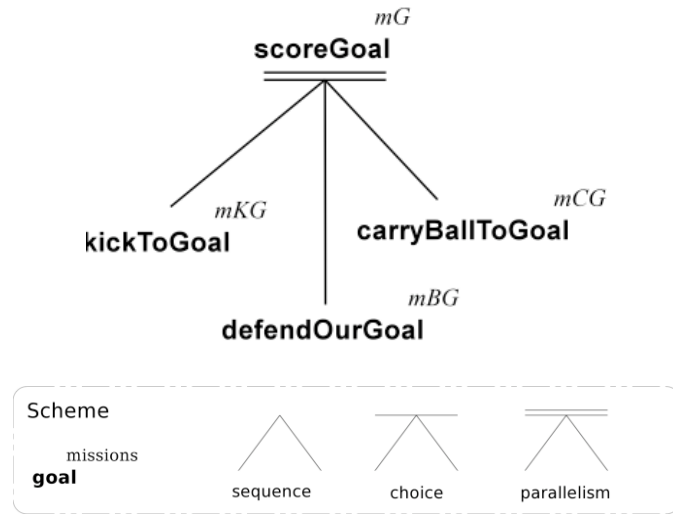 mG
scoreGoal
mKG
kickToGoal
mCG
carryBallToGoal
mBG
defendOurGoal
Scheme
missions
goal
sequence
choice
parallelism